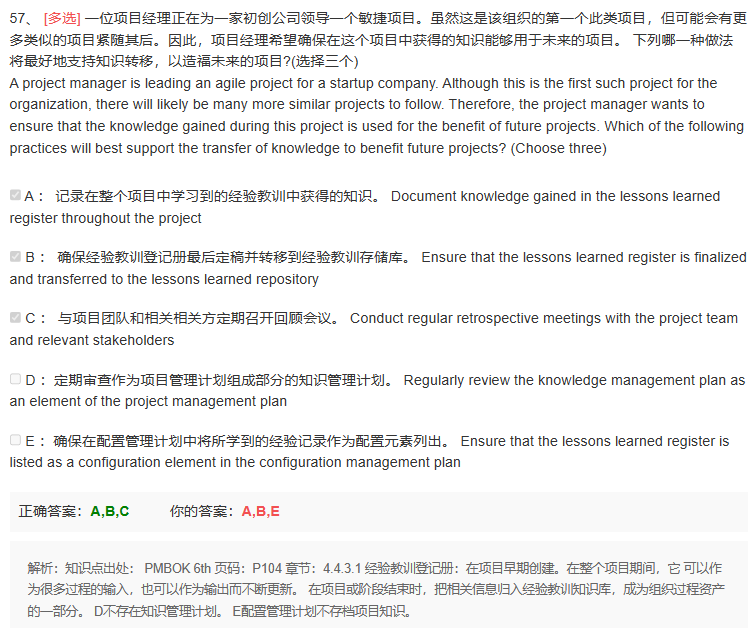 57、 [多选] 一位项目经理正在为一家初创公司领导一个敏捷项目。虽然这是该组织的第一个此类项目，但可能会有更
多类似的项目紧随其后。因此，项目经理希望确保在这个项目中获得的知识能够用于未来的项目。 下列哪一种做法
将最好地支持知识转移，以造福未来的项目?(选择三个)
A project manager is leading an agile project for a startup company. Although this is the first such project for the
organization, there will likely be many more similar projects to follow. Therefore, the project manager wants to
ensure that the knowledge gained during this project is used for the benefit of future projects. Which of the following
practices will best support the transfer of knowledge to benefit future projects? (Choose three)
A： 记录在整个项目中学习到的经验教训中获得的知识。 Document knowledge gained in the lessons learned
register throughout the project
B： 确保经验教训登记册最后定稿并转移到经验教训存储库。 Ensure that the lessons learned register is finalized
and transferred to the lessons learned repository
C： 与项目团队和相关相关方定期召开回顾会议。 Conduct regular retrospective meetings with the project team
and relevant stakeholders
D：定期审查作为项目管理计划组成部分的知识管理计划。 Regularly review the knowledge management plan as
an element of the project management plan
E：确保在配置管理计划中将所学到的经验记录作为配置元素列出。 Ensure that the lessons learned register is
listed as a configuration element in the configuration management plan
正确答案：A,B,C 你的答案：A,B,E
解析：知识点出处： PMBOK 6th 页码：P104 章节：4.4.3.1 经验教训登记册：在项目早期创建。在整个项目期间，它 可以作
为很多过程的输入，也可以作为输出而不断更新。 在项目或阶段结束时，把相关信息归入经验教训知识库，成为组织过程资产
的一部分。 D不存在知识管理计划。 E配置管理计划不存档项目知识。